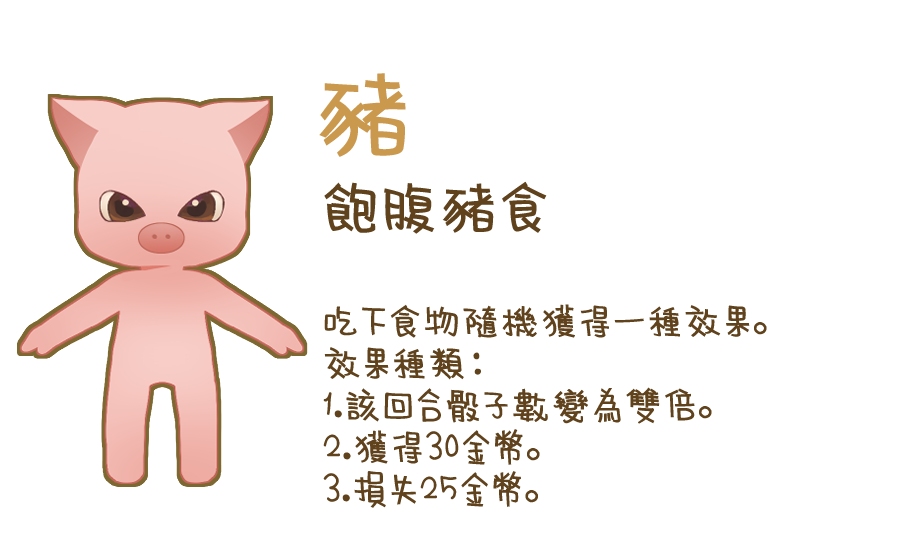 豬
飽腹豬食
吃下食物隨機獲得一種效果。
效果種類：
1.該回合骰子數變為雙倍。
2.獲得30金幣。
3.損失25金幣。